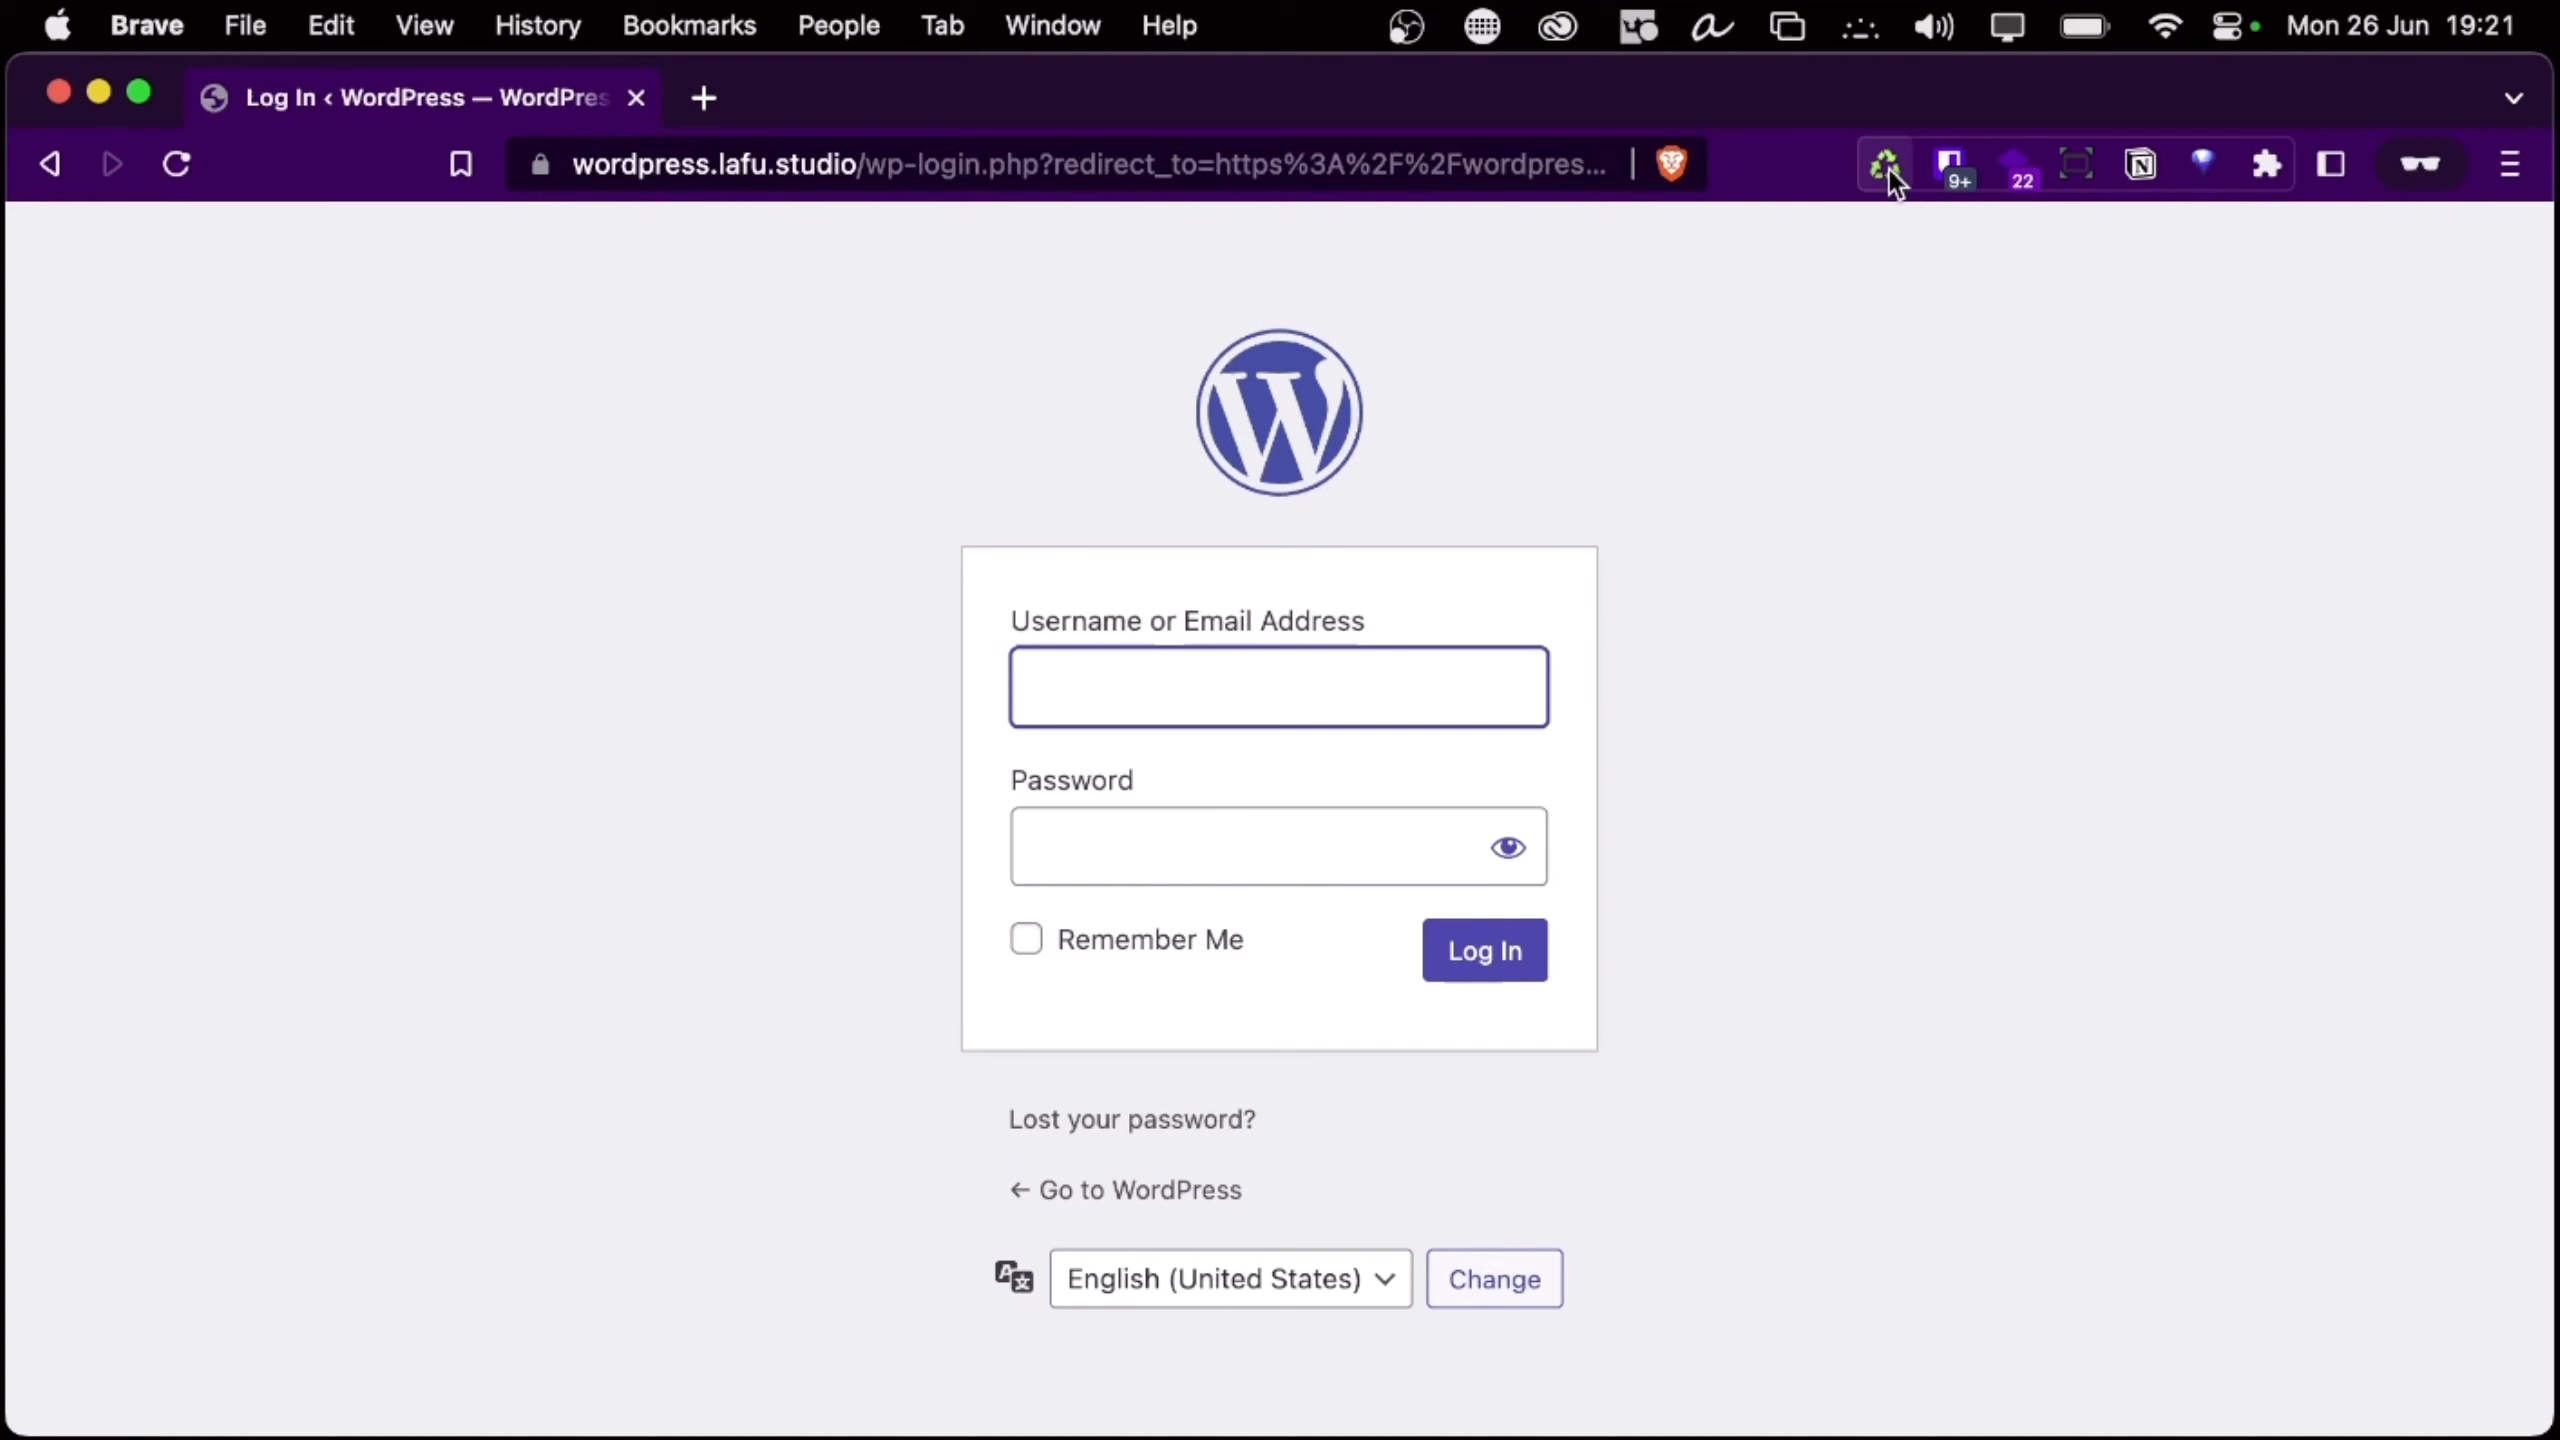 Brave File Edit View History Bookmarks People Tab Window Help Mon 26 Jun 19:21
Log In ‹ WordPress — WordPres
wordpress.lafu.studio/wp-login.php?redirect_to=https%3A%2F%2Fwordpres...
9+ 22
Username or Email Address
Password
Remember Me
Log In
Lost your password?
← Go to WordPress
English (United States) Change